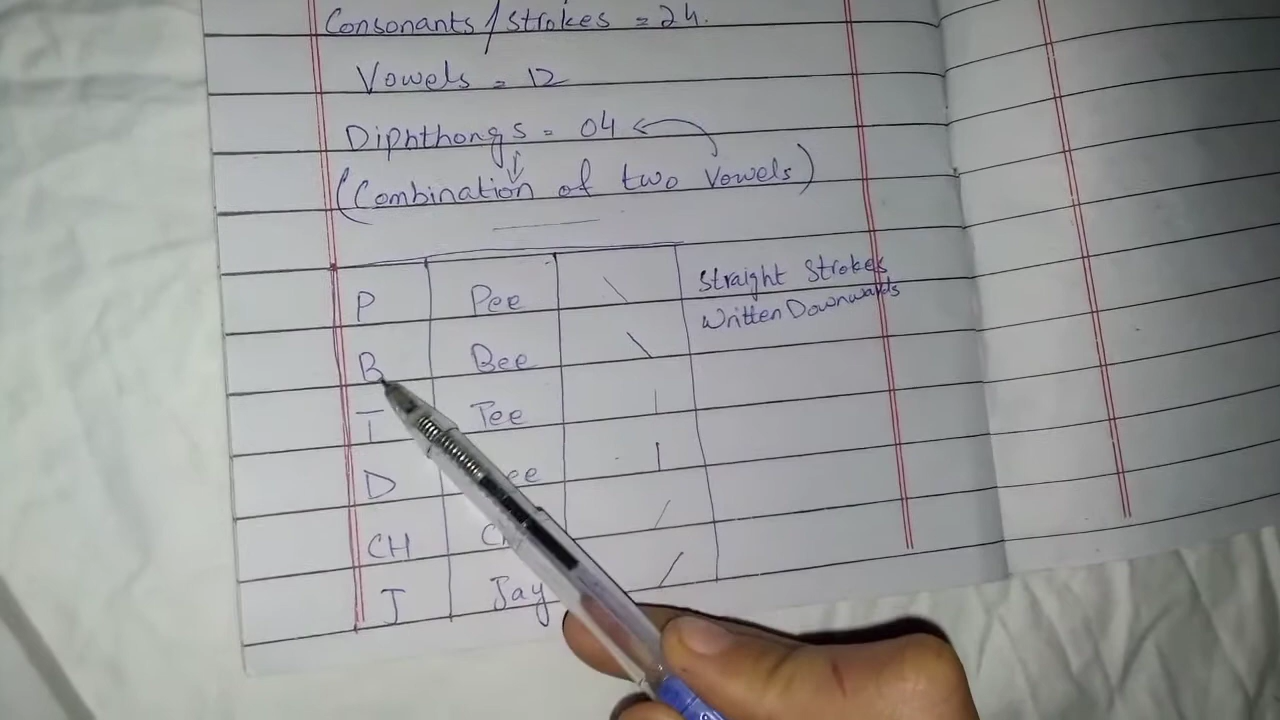 Consonants/Strokes = 24.
Vowels = 12
Diphthongs = 04
(Combination of two Vowels)
P Pee \ Straight Strokes
Written Downwards
B Bee \
T Tee |
D |
CH /
J Jay /